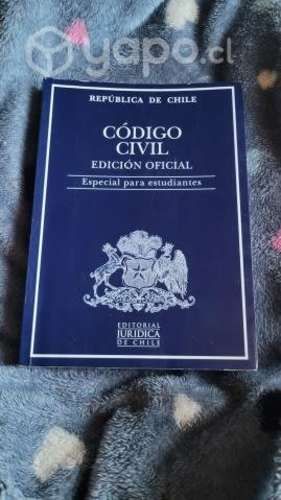 yapo.cl
REPÚBLICA DE CHILE
CÓDIGO
CIVIL
EDICIÓN OFICIAL
Especial para estudiantes
EDITORIAL
JURIDICA
DE CHILE